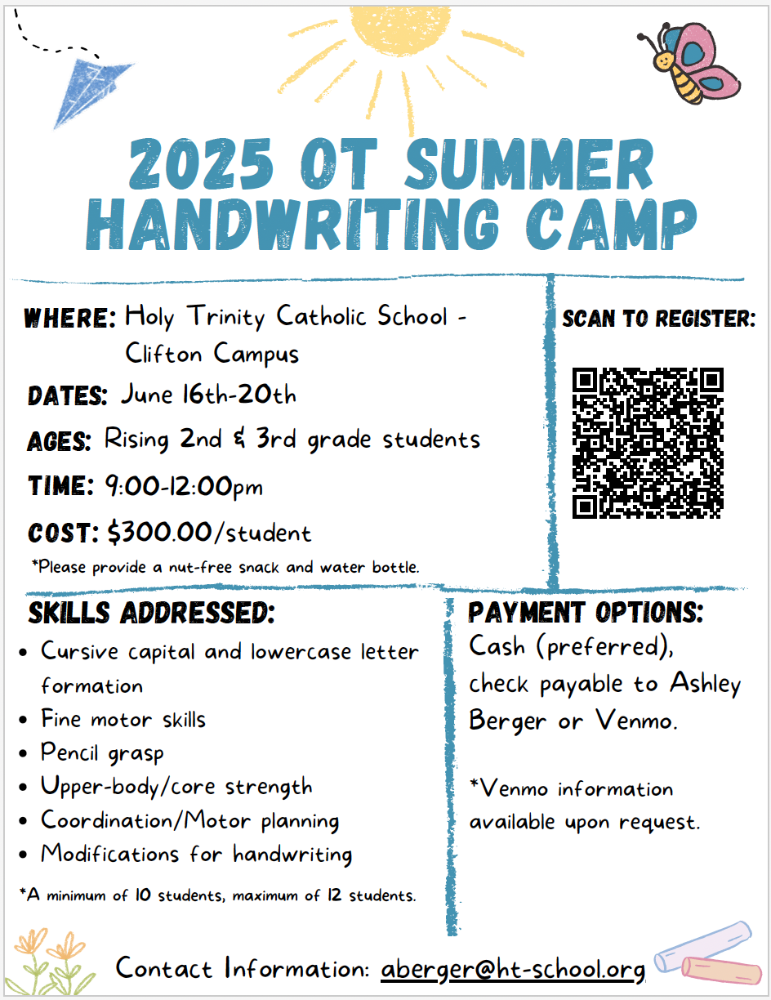 2025 OT SUMMER
HANDWRITING CAMP
WHERE: Holy Trinity Catholic School -
Clifton Campus
DATES: June 16th-20th
AGES: Rising 2nd & 3rd grade students
TIME: 9:00-12:00pm
COST: $300.00/student
*Please provide a nut-free snack and water bottle.
SCAN TO REGISTER:
SKILLS ADDRESSED:
• Cursive capital and lowercase letter
formation
• Fine motor skills
• Pencil grasp
• Upper-body/core strength
• Coordination/Motor planning
• Modifications for handwriting
*A minimum of 10 students, maximum of 12 students.
PAYMENT OPTIONS:
Cash (preferred),
check payable to Ashley
Berger or Venmo.
*Venmo information
available upon request.
Contact Information: aberger@ht-school.org